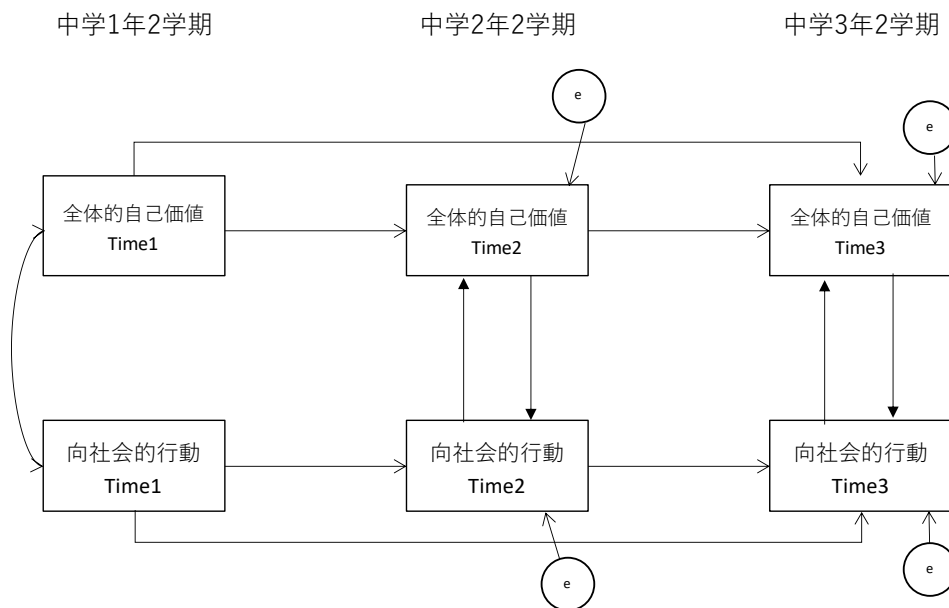 中学1年2学期
中学2年2学期
中学3年2学期
e
e
全体的自己価値
Time1
全体的自己価値
Time2
全体的自己価値
Time3
向社会的行動
Time1
向社会的行動
Time2
向社会的行動
Time3
e
e